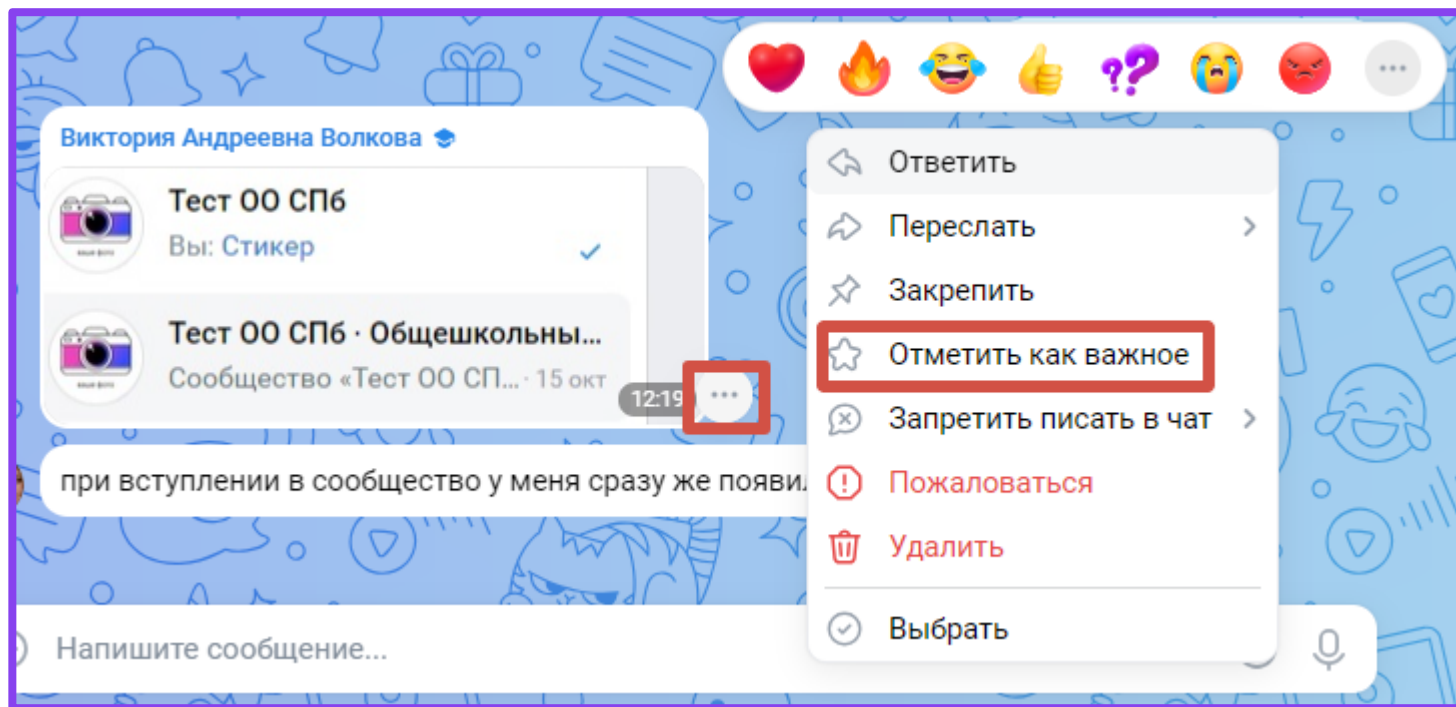 Виктория Андреевна Волкова
Тест ОО СПб
Вы: Стикер
Тест ОО СПб · Общешкольны...
Сообщество «Тест ОО СП... · 15 окт
12:19
при вступлении в сообщество у меня сразу же
Напишите сообщение...
Ответить
Переслать
Закрепить
Отметить как важное
Запретить писать в чат
Пожаловаться
Удалить
Выбрать